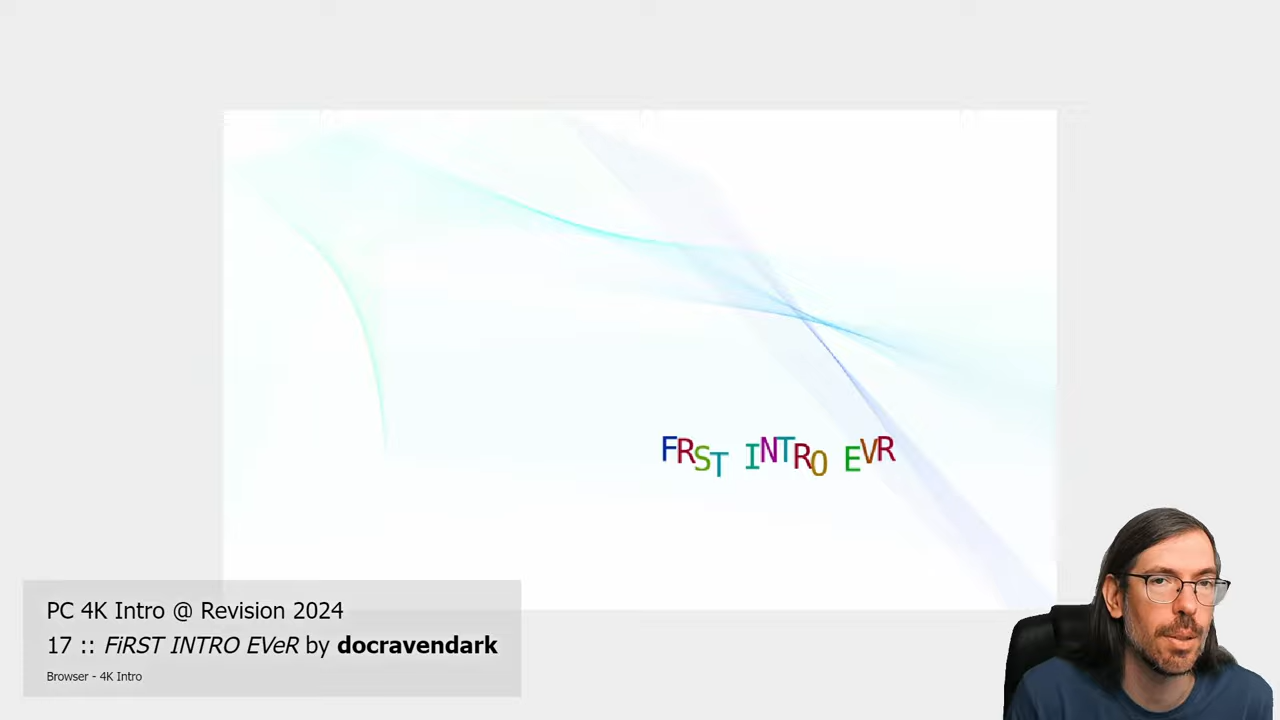 FRST INTRO EVR
PC 4K Intro @ Revision 2024
17 :: FiRST INTRO EVeR by docravendark
Browser - 4K Intro